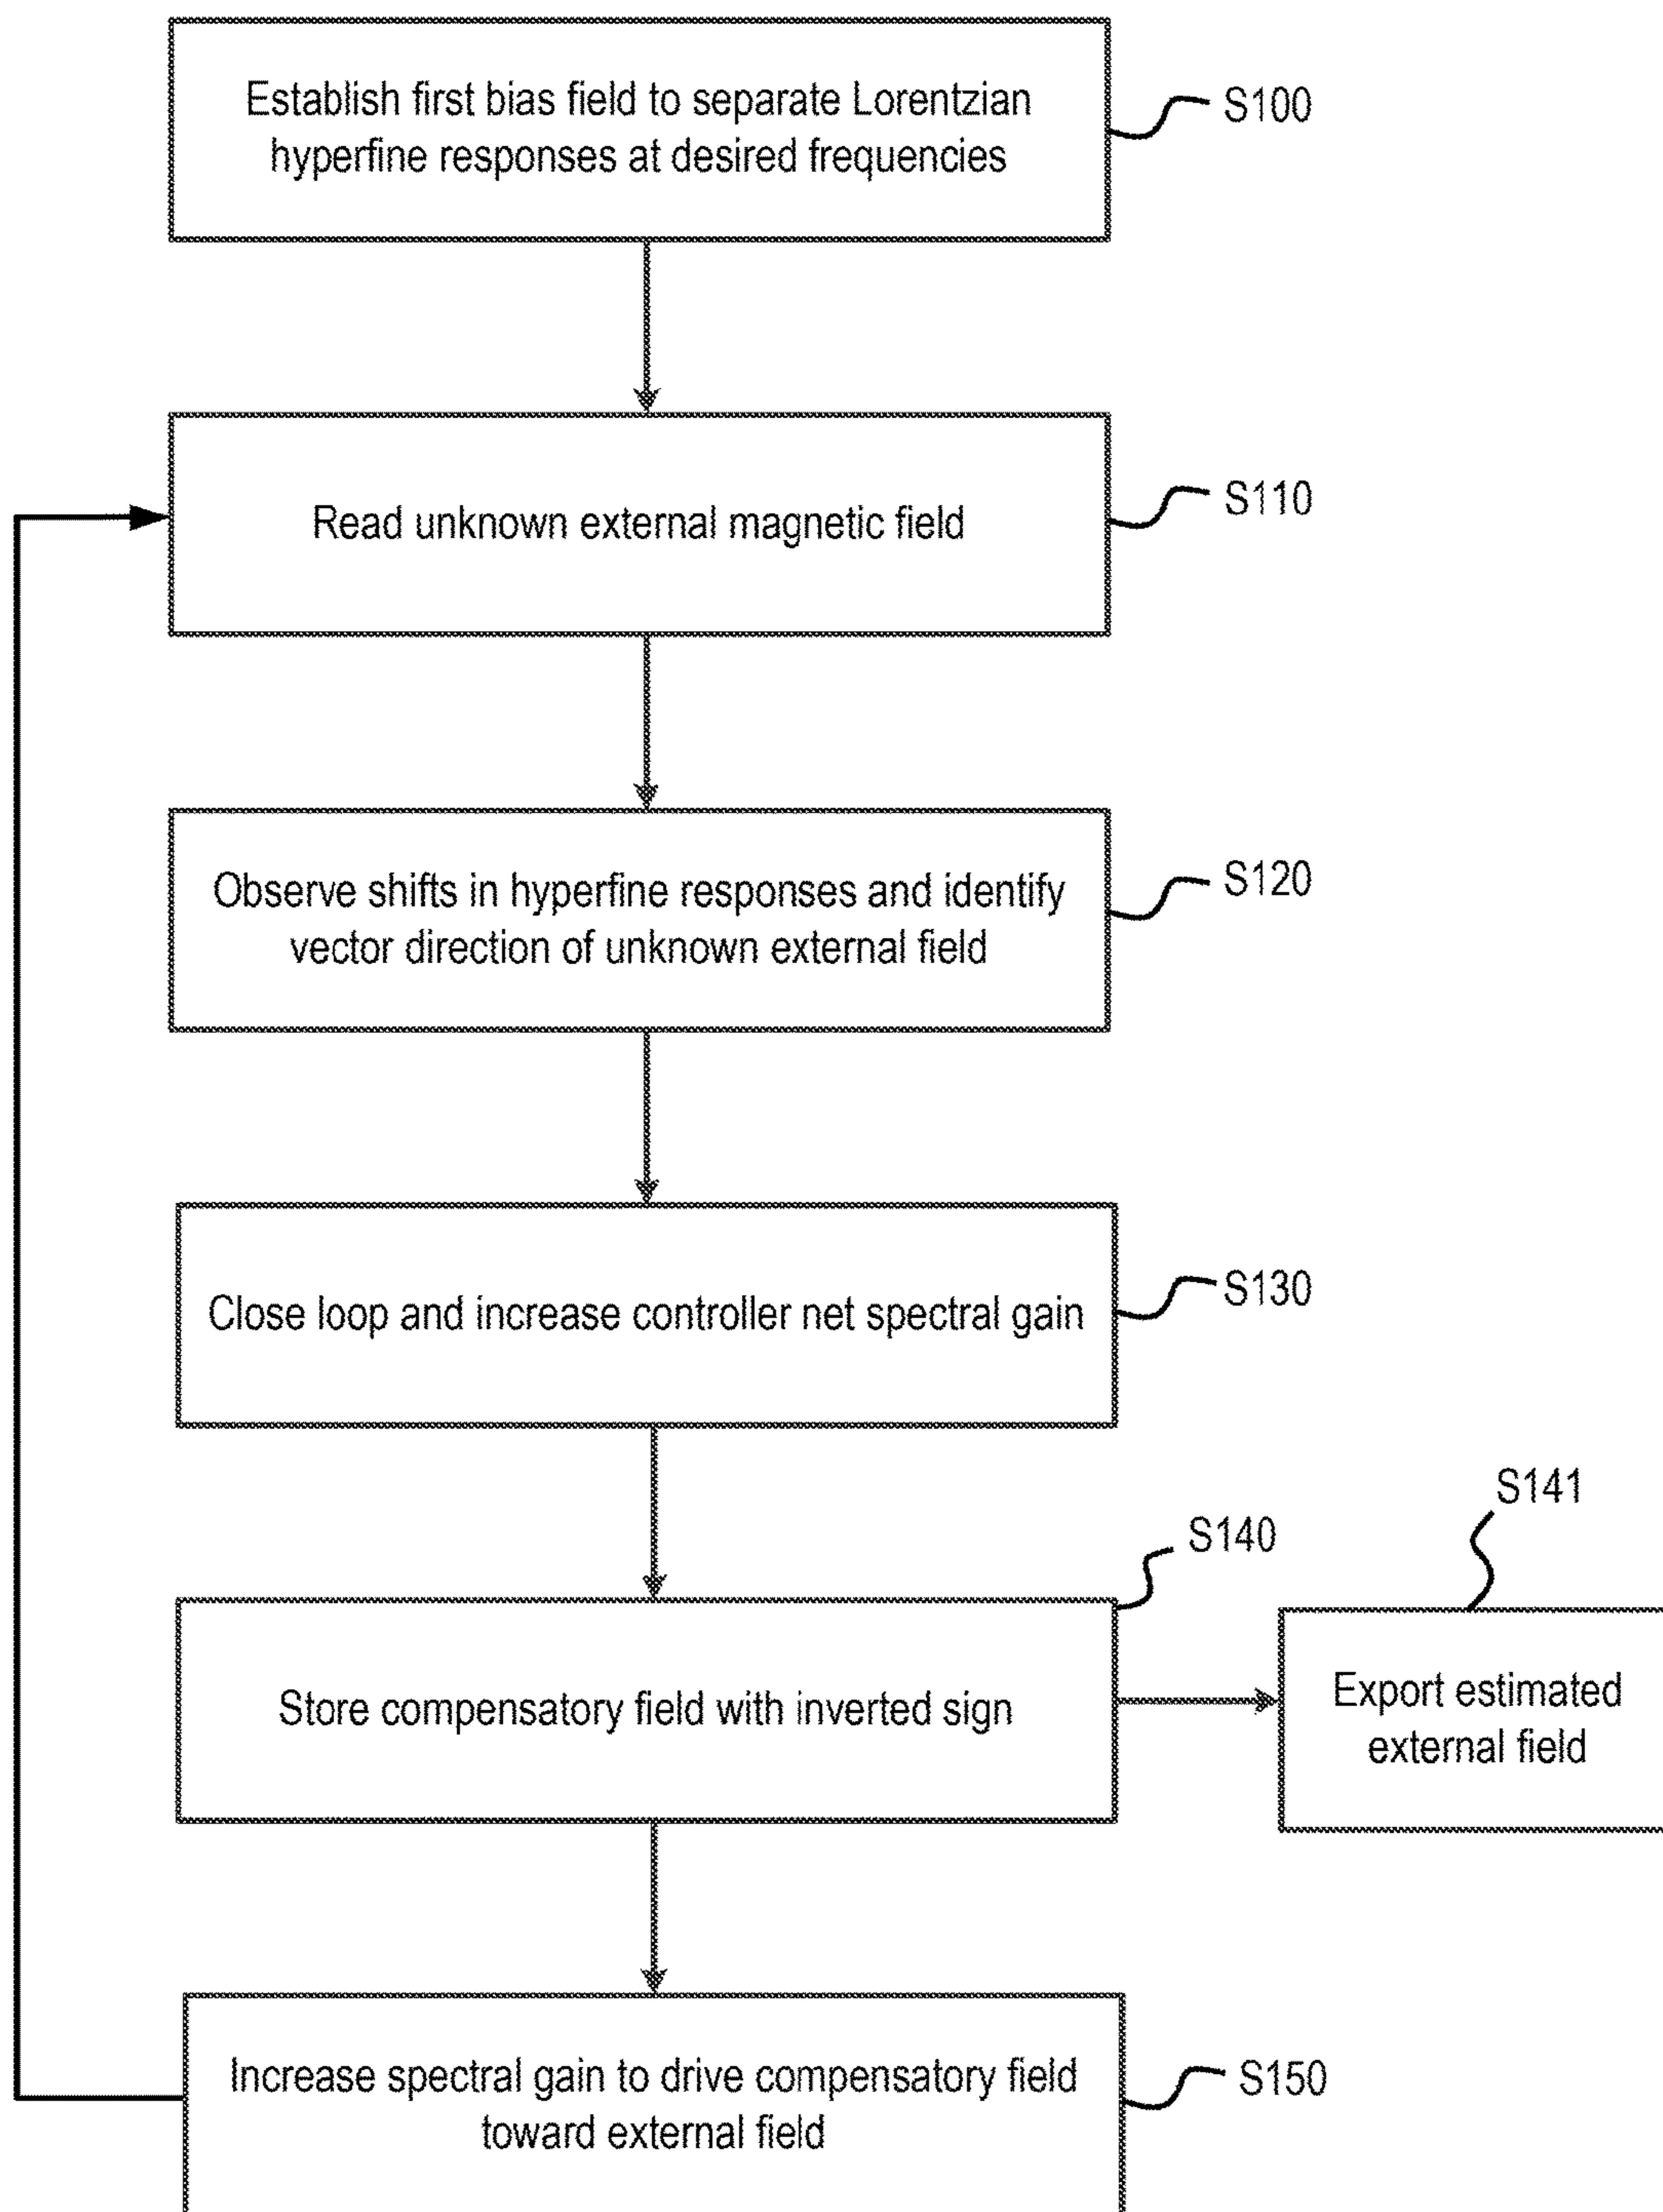 Establish first bias field to separate Lorentzian
hyperfine responses at desired frequencies
S100
Read unknown external magnetic field
S110
Observe shifts in hyperfine responses and identify
vector direction of unknown external field
S120
Close loop and increase controller net spectral gain
S130
Store compensatory field with inverted sign
S140
S141
Export estimated
external field
Increase spectral gain to drive compensatory field
toward external field
S150